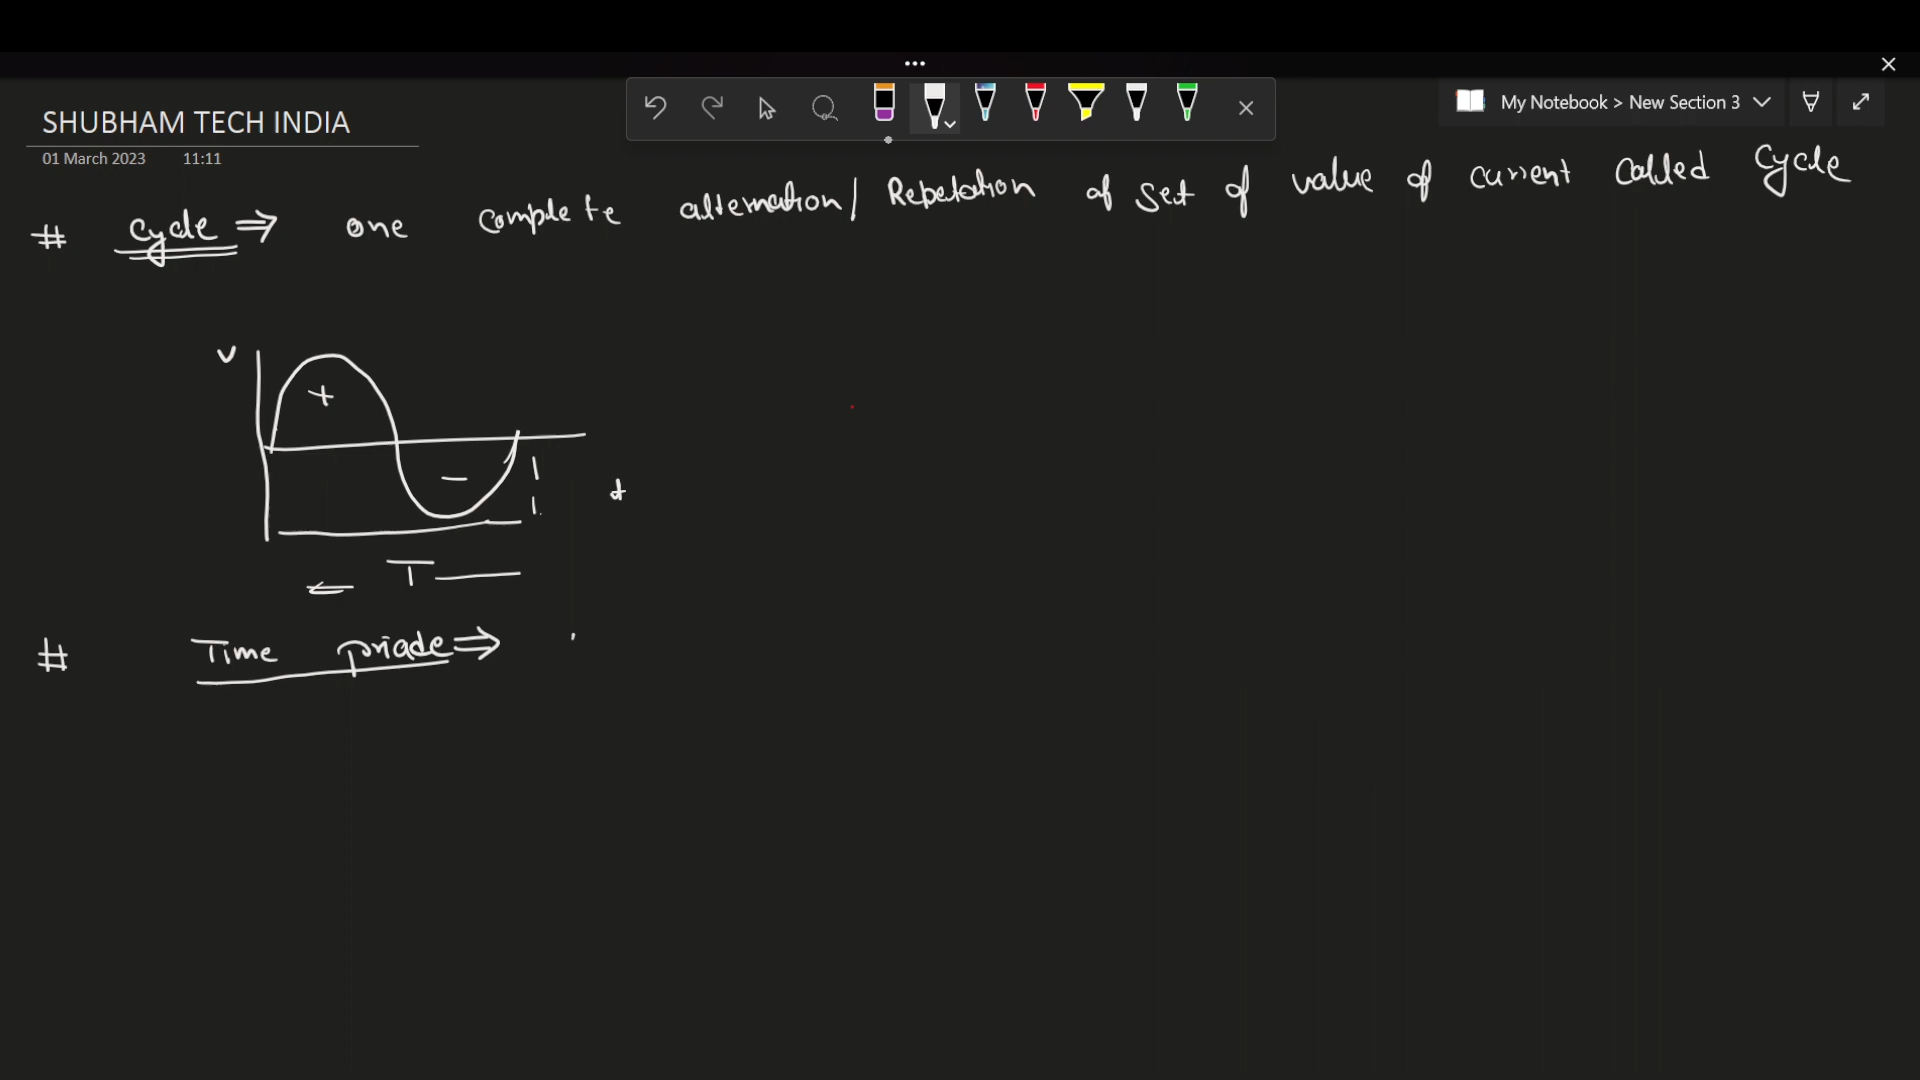 My Notebook > New Section 3
SHUBHAM TECH INDIA
01 March 2023 11:11
# Cycle ⇒ one complete alternation/ Repetation of set of value of current called Cycle
V
+
-
t
T
# Time priade ⇒